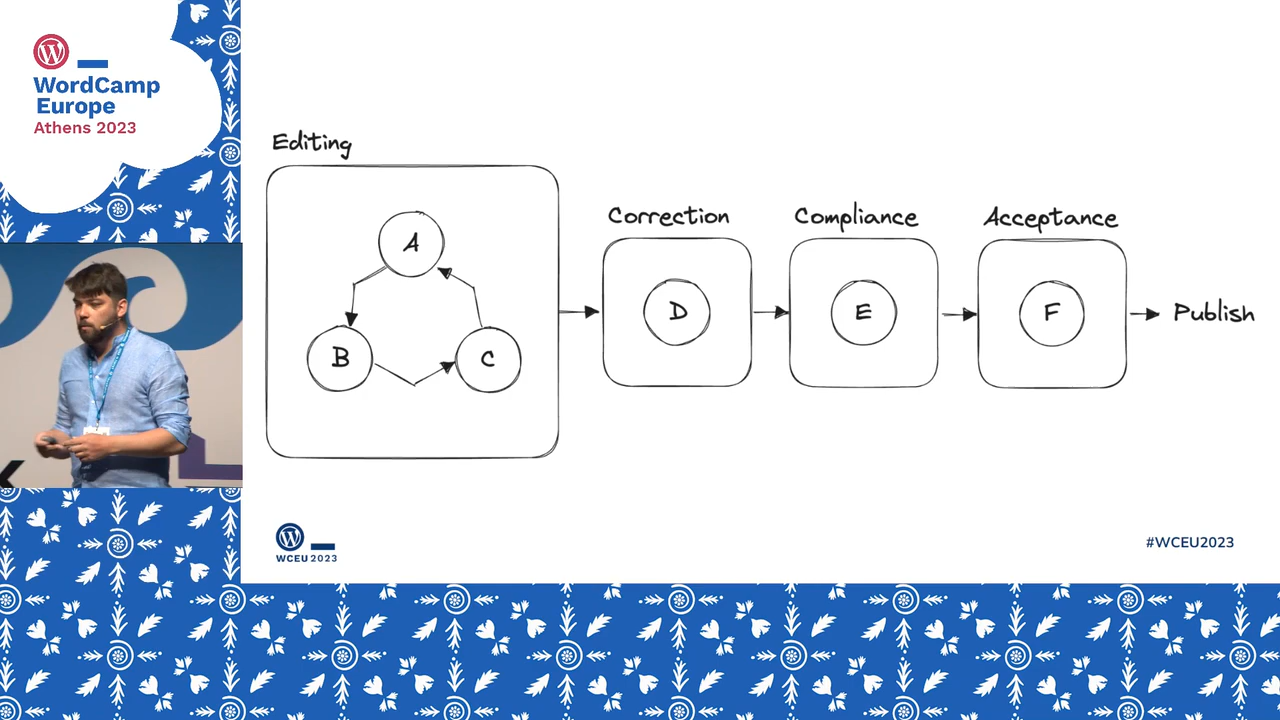 WordCamp
Europe
Athens 2023
Editing
A
B
C
Correction
D
Compliance
E
Acceptance
F
Publish
WCEU 2023
#WCEU2023